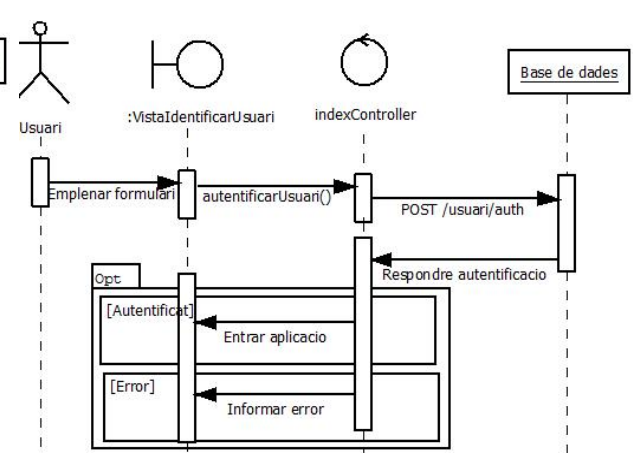 Usuari
:VistaIdentificarUsuari
indexController
Base de dades
Emplenar formulari
autentificarUsuari()
POST /usuari/auth
Respondre autentificacio
Opt
[Autentificat]
Entrar aplicacio
[Error]
Informar error